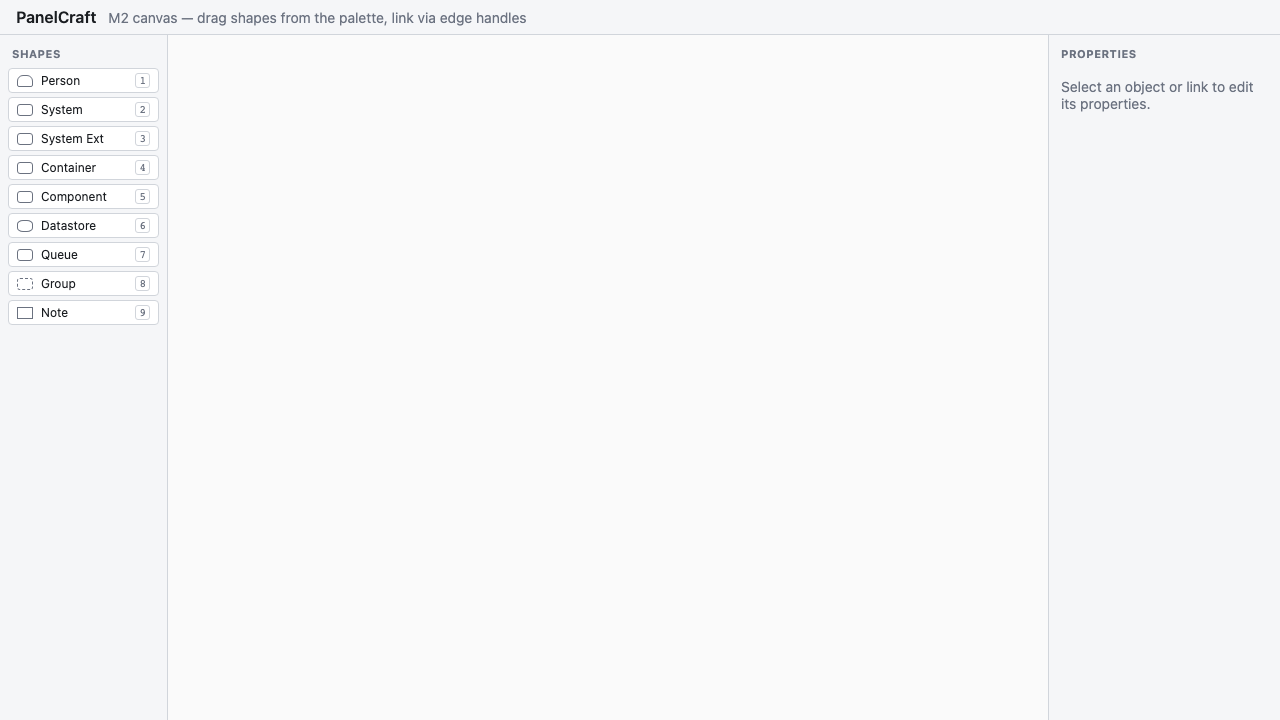 PanelCraft M2 canvas — drag shapes from the palette, link via edge handles
SHAPES
Person 1
System 2
System Ext 3
Container 4
Component 5
Datastore 6
Queue 7
Group 8
Note 9
PROPERTIES
Select an object or link to edit
its properties.